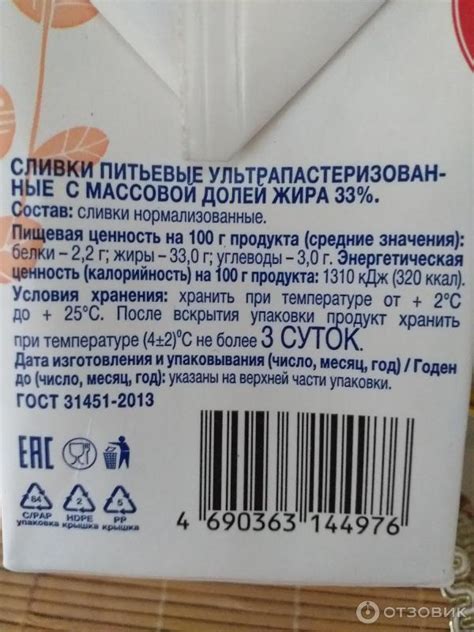 СЛИВКИ ПИТЬЕВЫЕ УЛЬТРАПАСТЕРИЗОВАН-
НЫЕ С МАССОВОЙ ДОЛЕЙ ЖИРА 33%.
Состав: сливки нормализованные.
Пищевая ценность на 100 г продукта (средние значения):
белки – 2,2 г; жиры – 33,0 г; углеводы – 3,0 г. Энергетическая
ценность (калорийность) на 100 г продукта: 1310 кДж (320 ккал).
Условия хранения: хранить при температуре от + 2°С
до + 25°С. После вскрытия упаковки продукт хранить
при температуре (4±2)⁰С не более 3 СУТОК.
Дата изготовления и упаковывания (число, месяц, год) / Годен
до (число, месяц, год): указаны на верхней части упаковки.
ГОСТ 31451-2013
EAC
84 2 5
C/PAP HDPE PP
упаковка крышка крышка
4 690363 144976
ОТЗОВИК